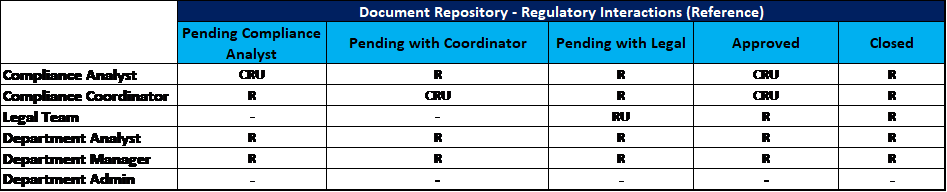 Document Repository - Regulatory Interactions (Reference)
Pending Compliance Analyst Pending with Coordinator Pending with Legal Approved Closed
Compliance Analyst CRU R R CRU R
Compliance Coordinator R CRU R CRU R
Legal Team - - RU R R
Department Analyst R R R R R
Department Manager R R R R R
Department Admin - - - - -